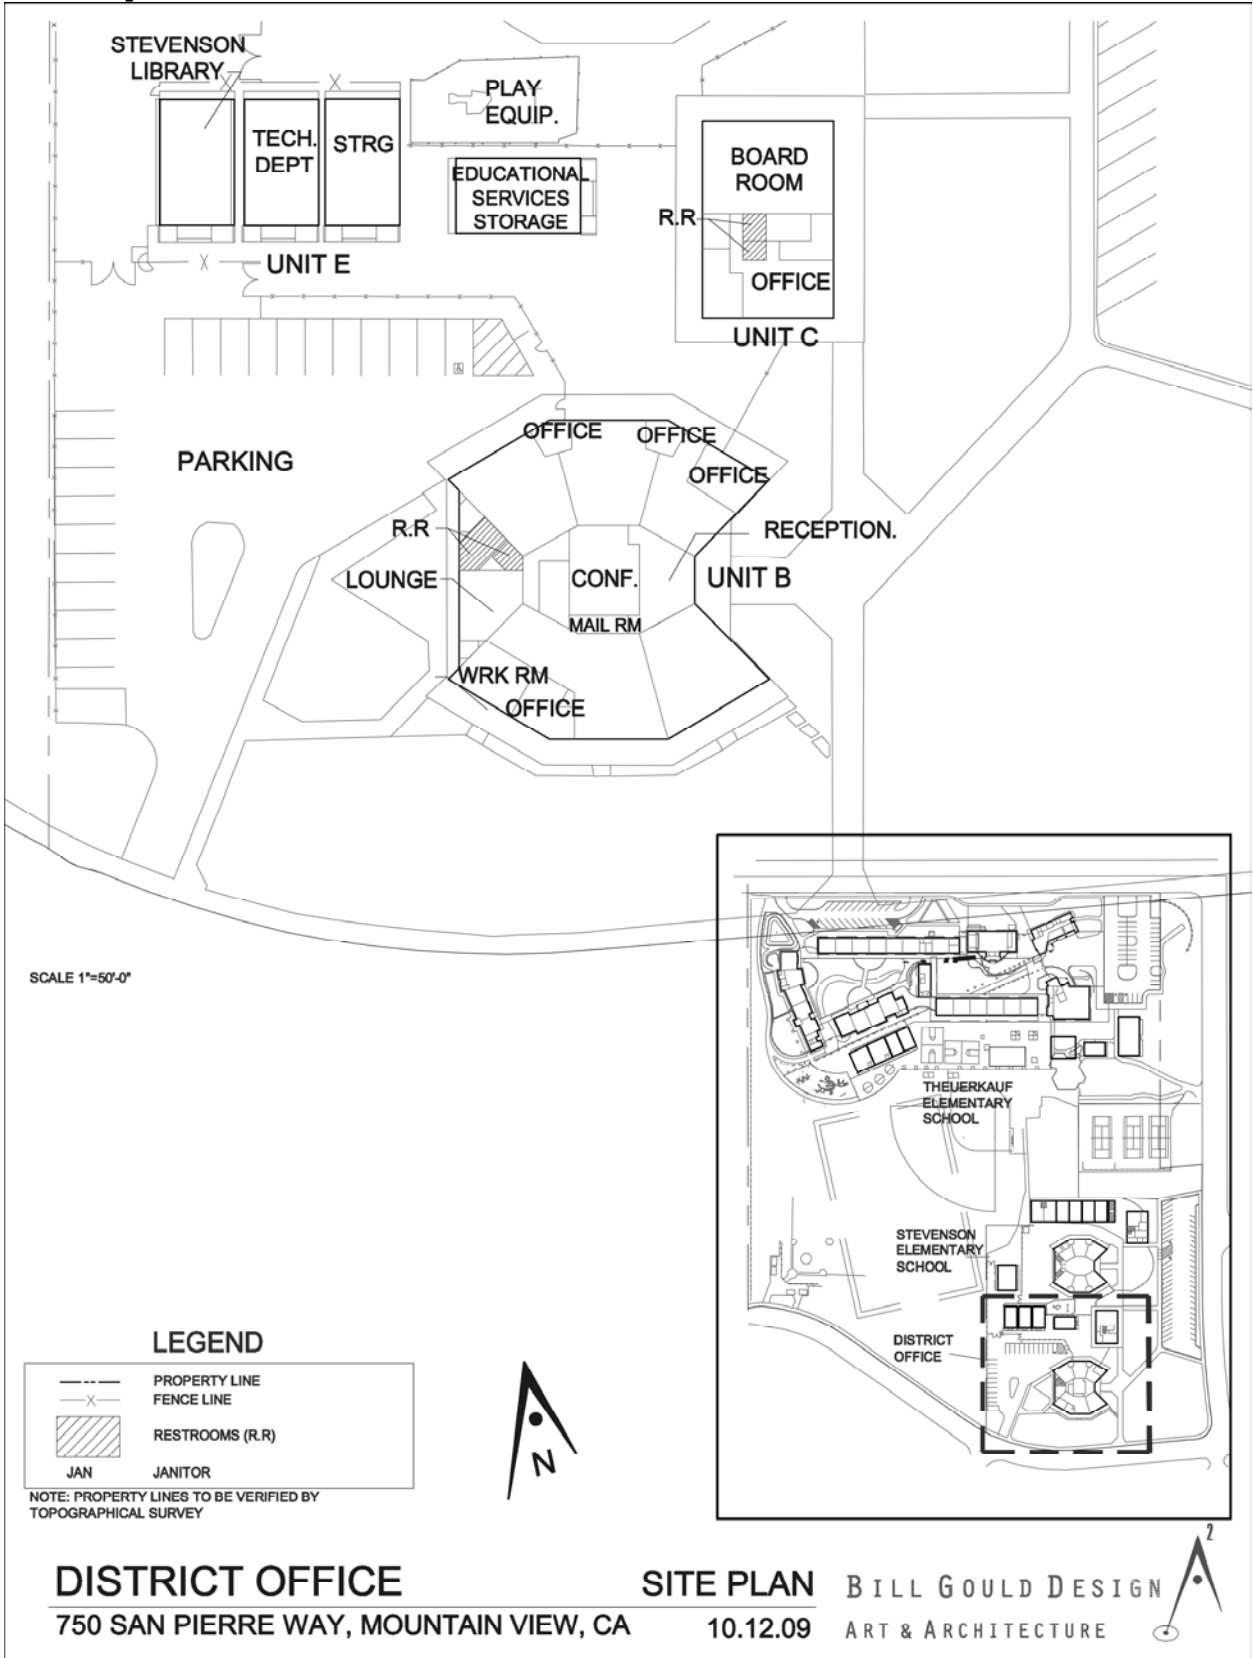 STEVENSON
LIBRARY
TECH.
DEPT
STRG
PLAY
EQUIP.
EDUCATIONAL
SERVICES
STORAGE
BOARD
ROOM
R.R
OFFICE
UNIT E
UNIT C
PARKING
OFFICE
OFFICE
OFFICE
R.R
RECEPTION.
LOUNGE
CONF.
UNIT B
MAIL RM
WRK RM
OFFICE
SCALE 1"=50'-0"
THEUERKAUF
ELEMENTARY
SCHOOL
STEVENSON
ELEMENTARY
SCHOOL
DISTRICT
OFFICE
LEGEND
PROPERTY LINE
FENCE LINE
RESTROOMS (R.R)
JAN JANITOR
NOTE: PROPERTY LINES TO BE VERIFIED BY
TOPOGRAPHICAL SURVEY
N
DISTRICT OFFICE
SITE PLAN
750 SAN PIERRE WAY, MOUNTAIN VIEW, CA
10.12.09
BILL GOULD DESIGN
ART & ARCHITECTURE
2